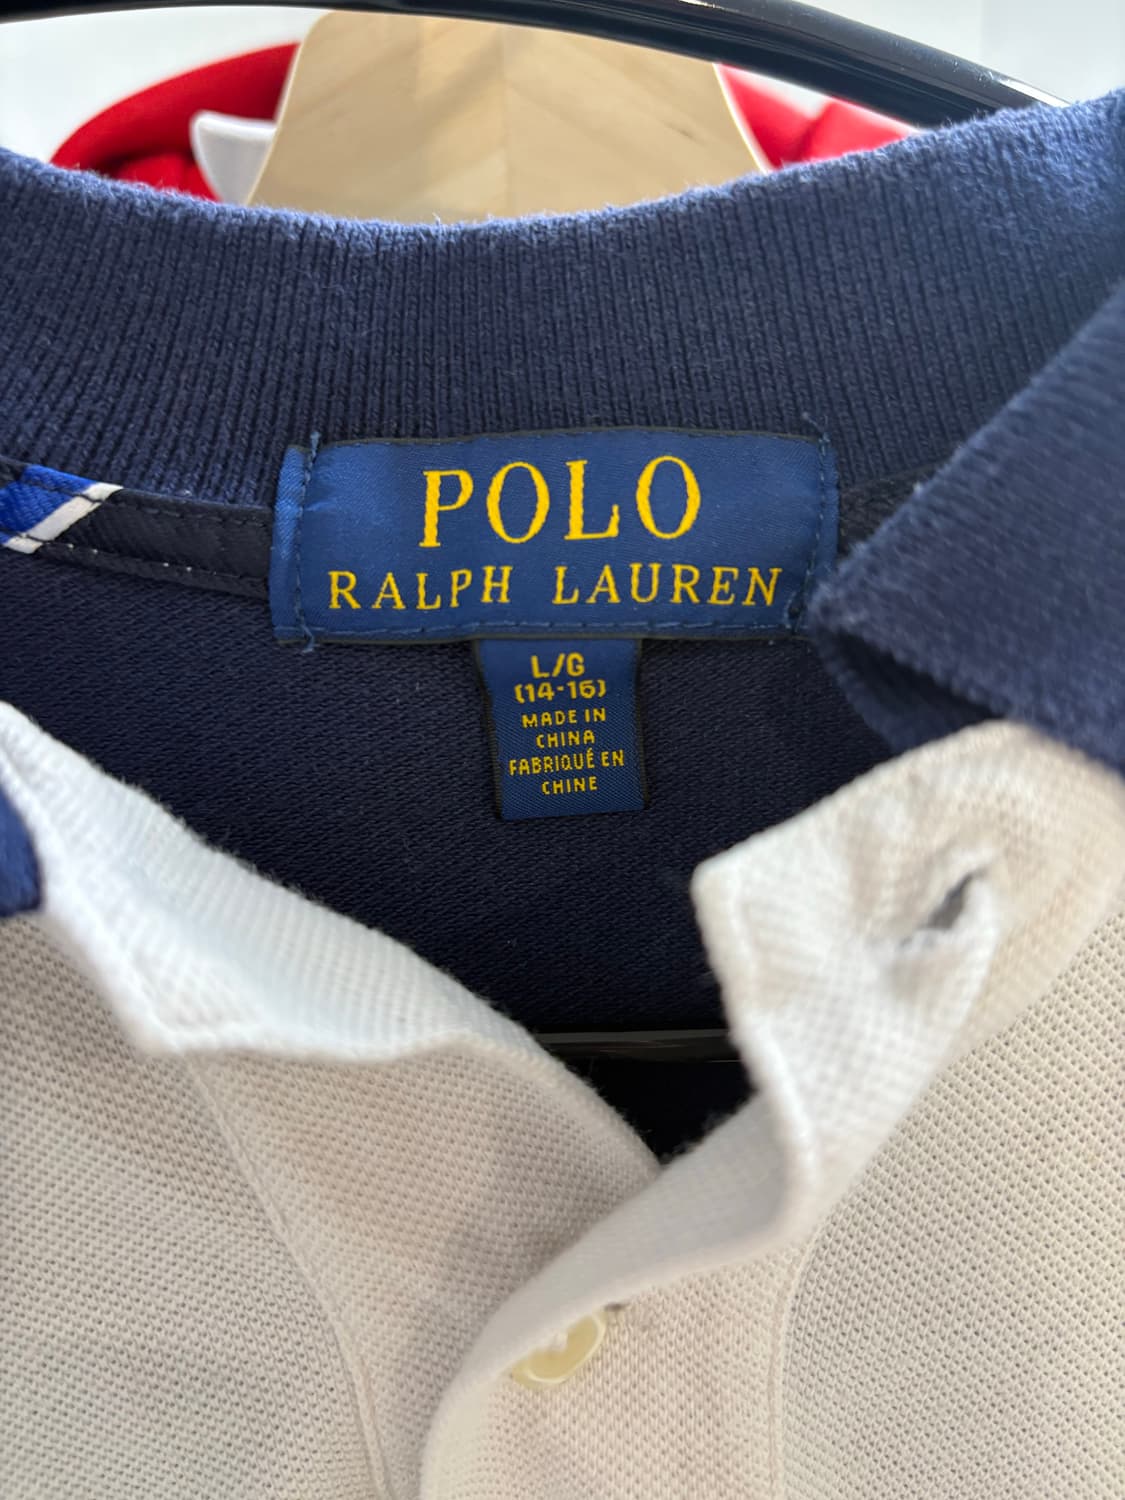 POLO
RALPH LAUREN
L/G
(14-16)
MADE IN
CHINA
FABRIQUÉ EN
CHINE